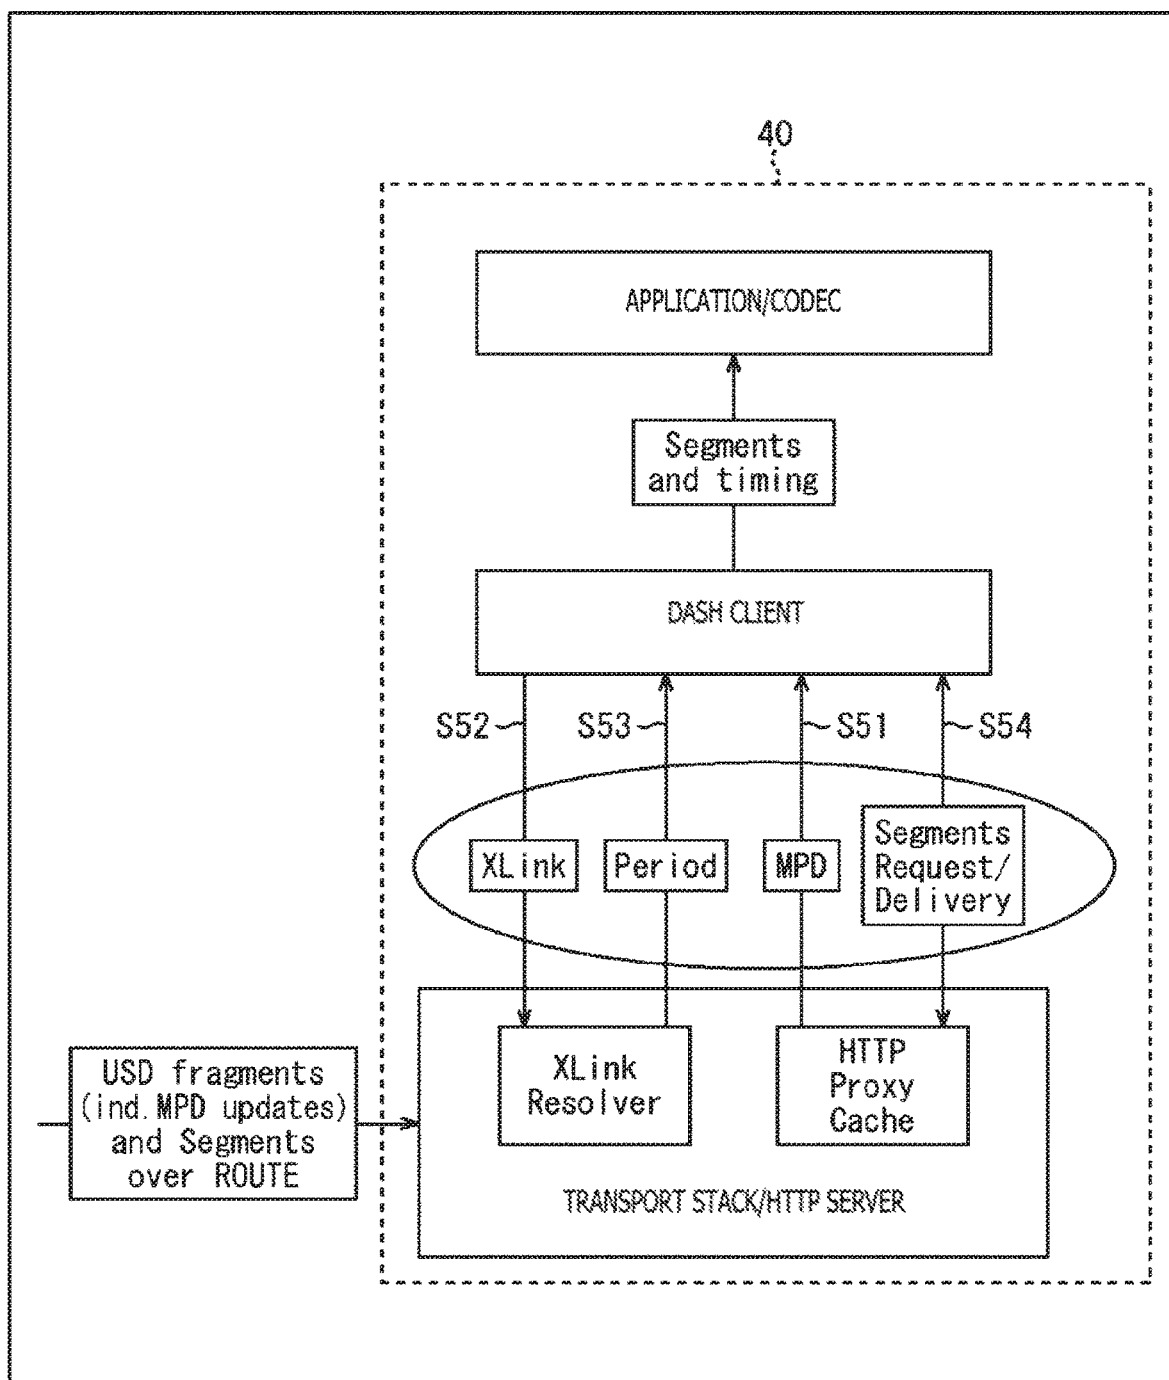 40
APPLICATION/CODEC
Segments
and timing
DASH CLIENT
S52
S53
S51
S54
XLink
Period
MPD
Segments
Request/
Delivery
XLink
Resolver
HTTP
Proxy
Cache
USD fragments
(ind.MPD updates)
and Segments
over ROUTE
TRANSPORT STACK/HTTP SERVER